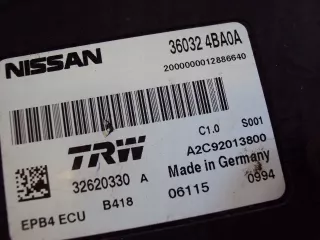 NISSAN
36032 4BA0A
2000000012886640
C1.0 S001
TRW
A2C92013800
32620330 A
Made in Germany
EPB4 ECU B418
06115 0994